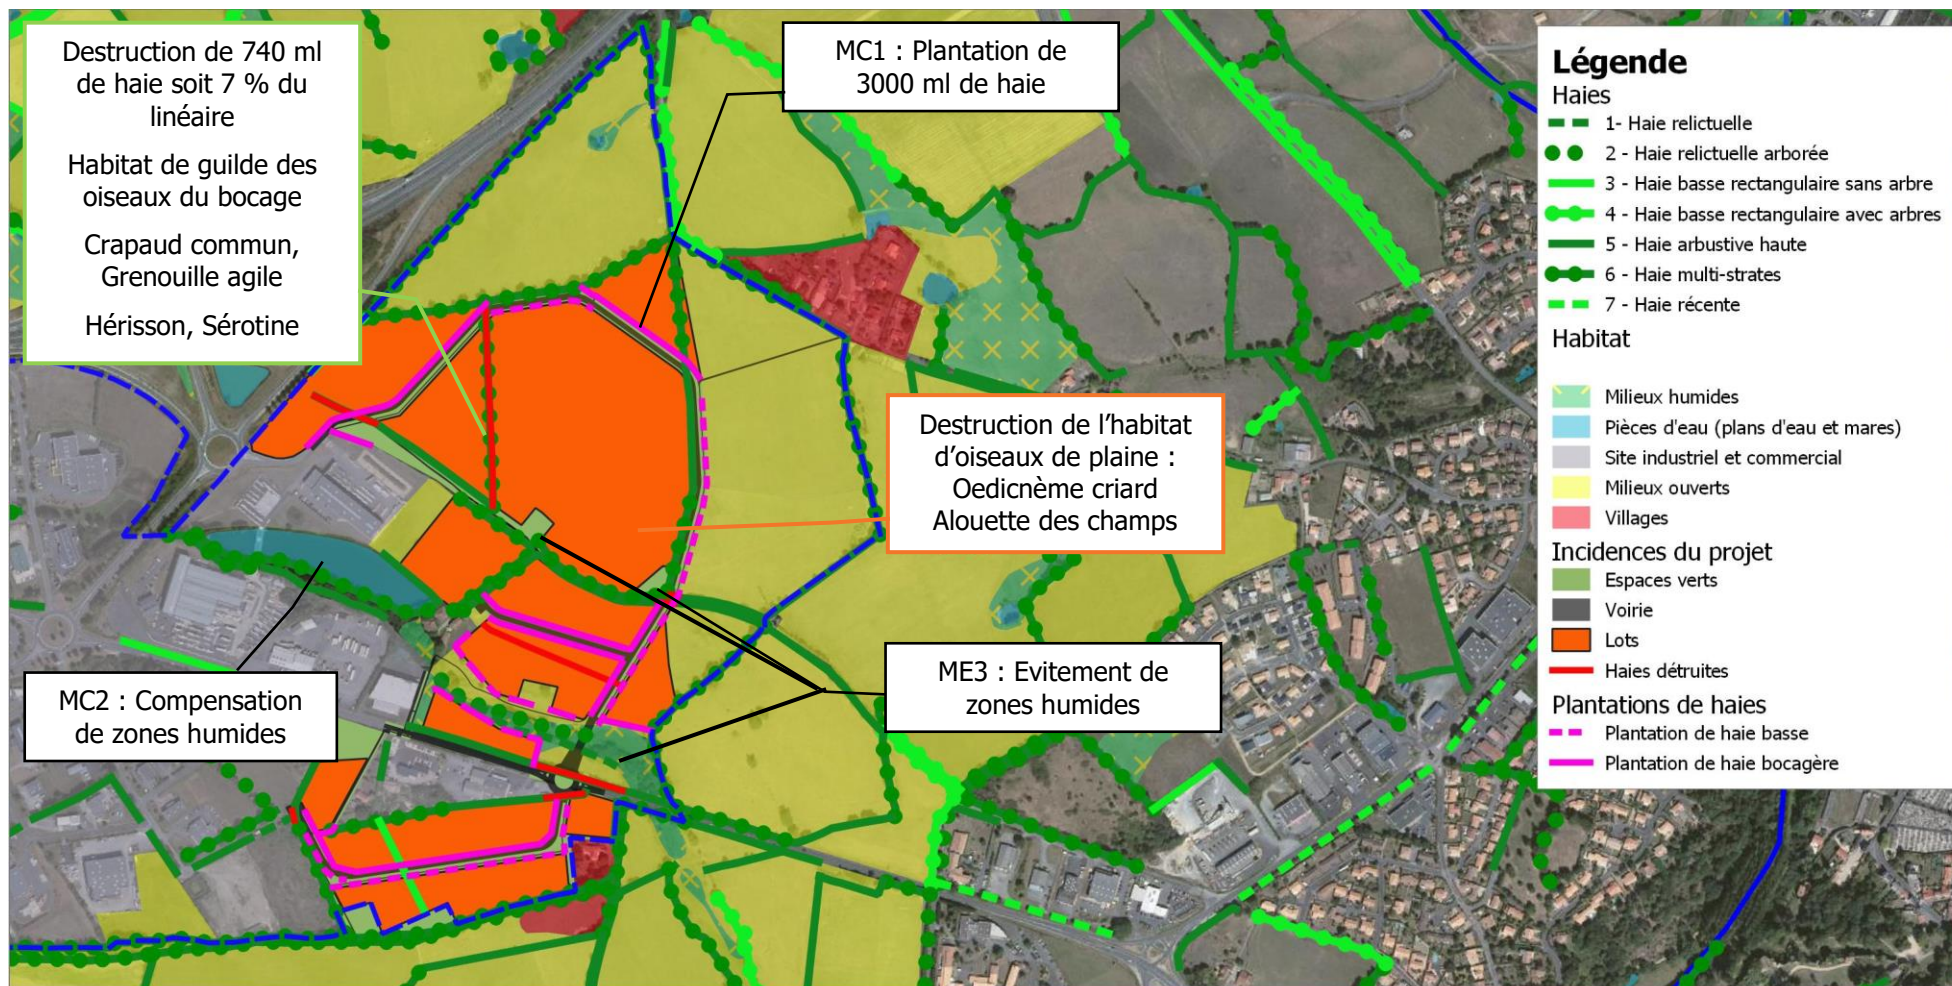 Destruction de 740 ml
de haie soit 7 % du
linéaire
Habitat de guilde des
oiseaux du bocage
Crapaud commun,
Grenouille agile
Hérisson, Sérotine
MC1 : Plantation de
3000 ml de haie
Destruction de l’habitat
d’oiseaux de plaine :
Oedicnème criard
Alouette des champs
MC2 : Compensation
de zones humides
ME3 : Evitement de
zones humides
Légende
Haies
1- Haie relictuelle
2 - Haie relictuelle arborée
3 - Haie basse rectangulaire sans arbre
4 - Haie basse rectangulaire avec arbres
5 - Haie arbustive haute
6 - Haie multi-strates
7 - Haie récente
Habitat
Milieux humides
Pièces d'eau (plans d'eau et mares)
Site industriel et commercial
Milieux ouverts
Villages
Incidences du projet
Espaces verts
Voirie
Lots
Haies détruites
Plantations de haies
Plantation de haie basse
Plantation de haie bocagère